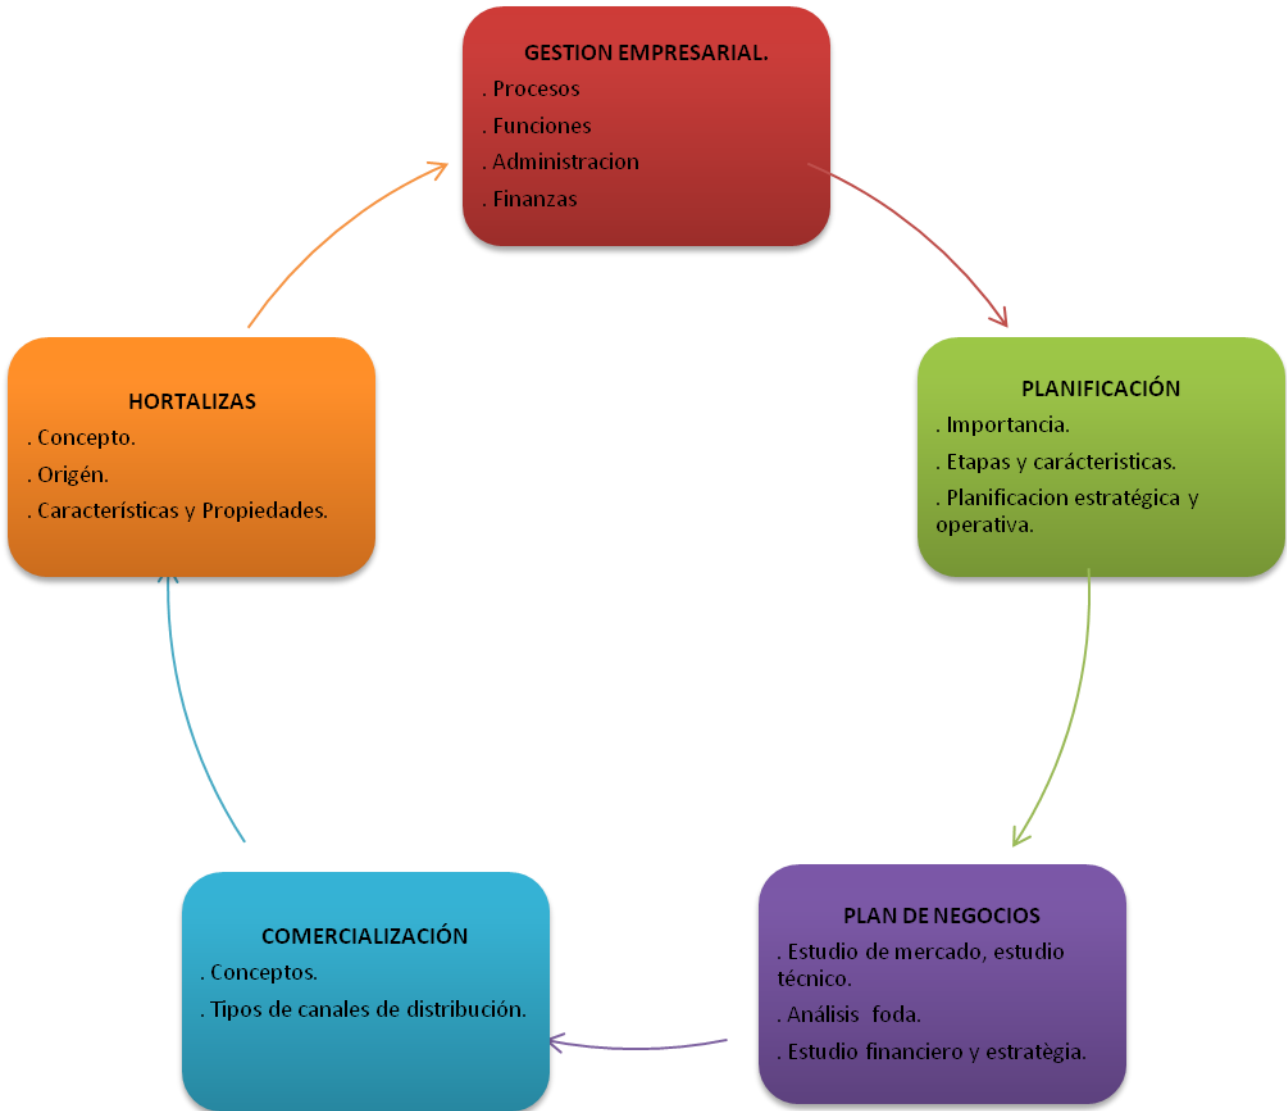 GESTION EMPRESARIAL.
. Procesos
. Funciones
. Administracion
. Finanzas
PLANIFICACIÓN
. Importancia.
. Etapas y carácteristicas.
. Planificacion estratégica y
operativa.
PLAN DE NEGOCIOS
. Estudio de mercado, estudio
técnico.
. Análisis foda.
. Estudio financiero y estratègia.
COMERCIALIZACIÓN
. Conceptos.
. Tipos de canales de distribución.
HORTALIZAS
. Concepto.
. Origén.
. Características y Propiedades.